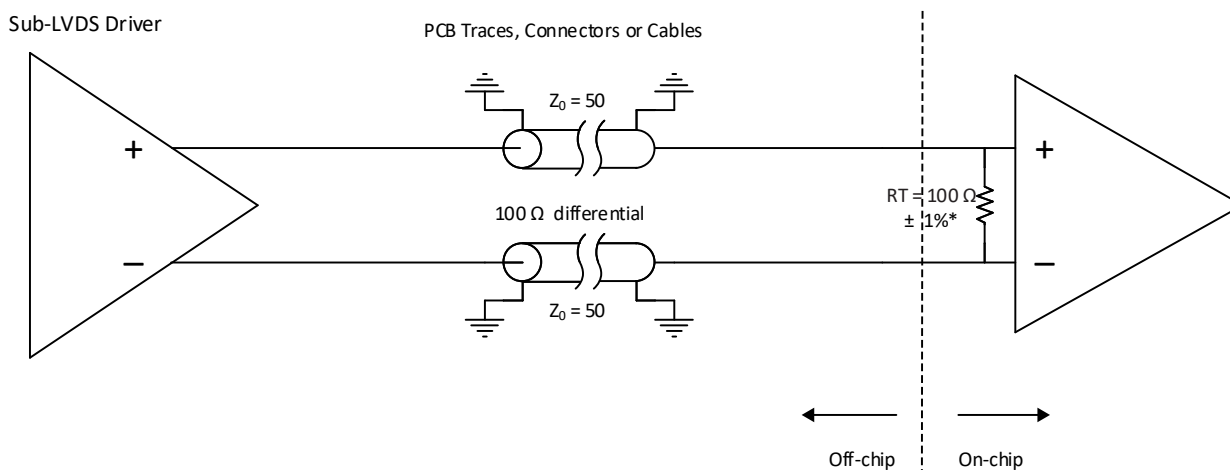 Sub-LVDS Driver
PCB Traces, Connectors or Cables
Z₀ = 50
+
+
RT = 100 Ω
± 1%*
100 Ω differential
−
−
Z₀ = 50
Off-chip
On-chip